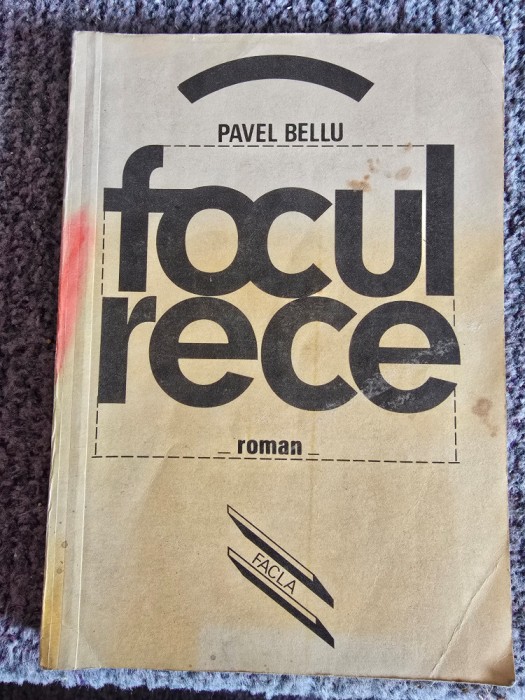 PAVEL BELLU
focul
rece
roman
FACLA